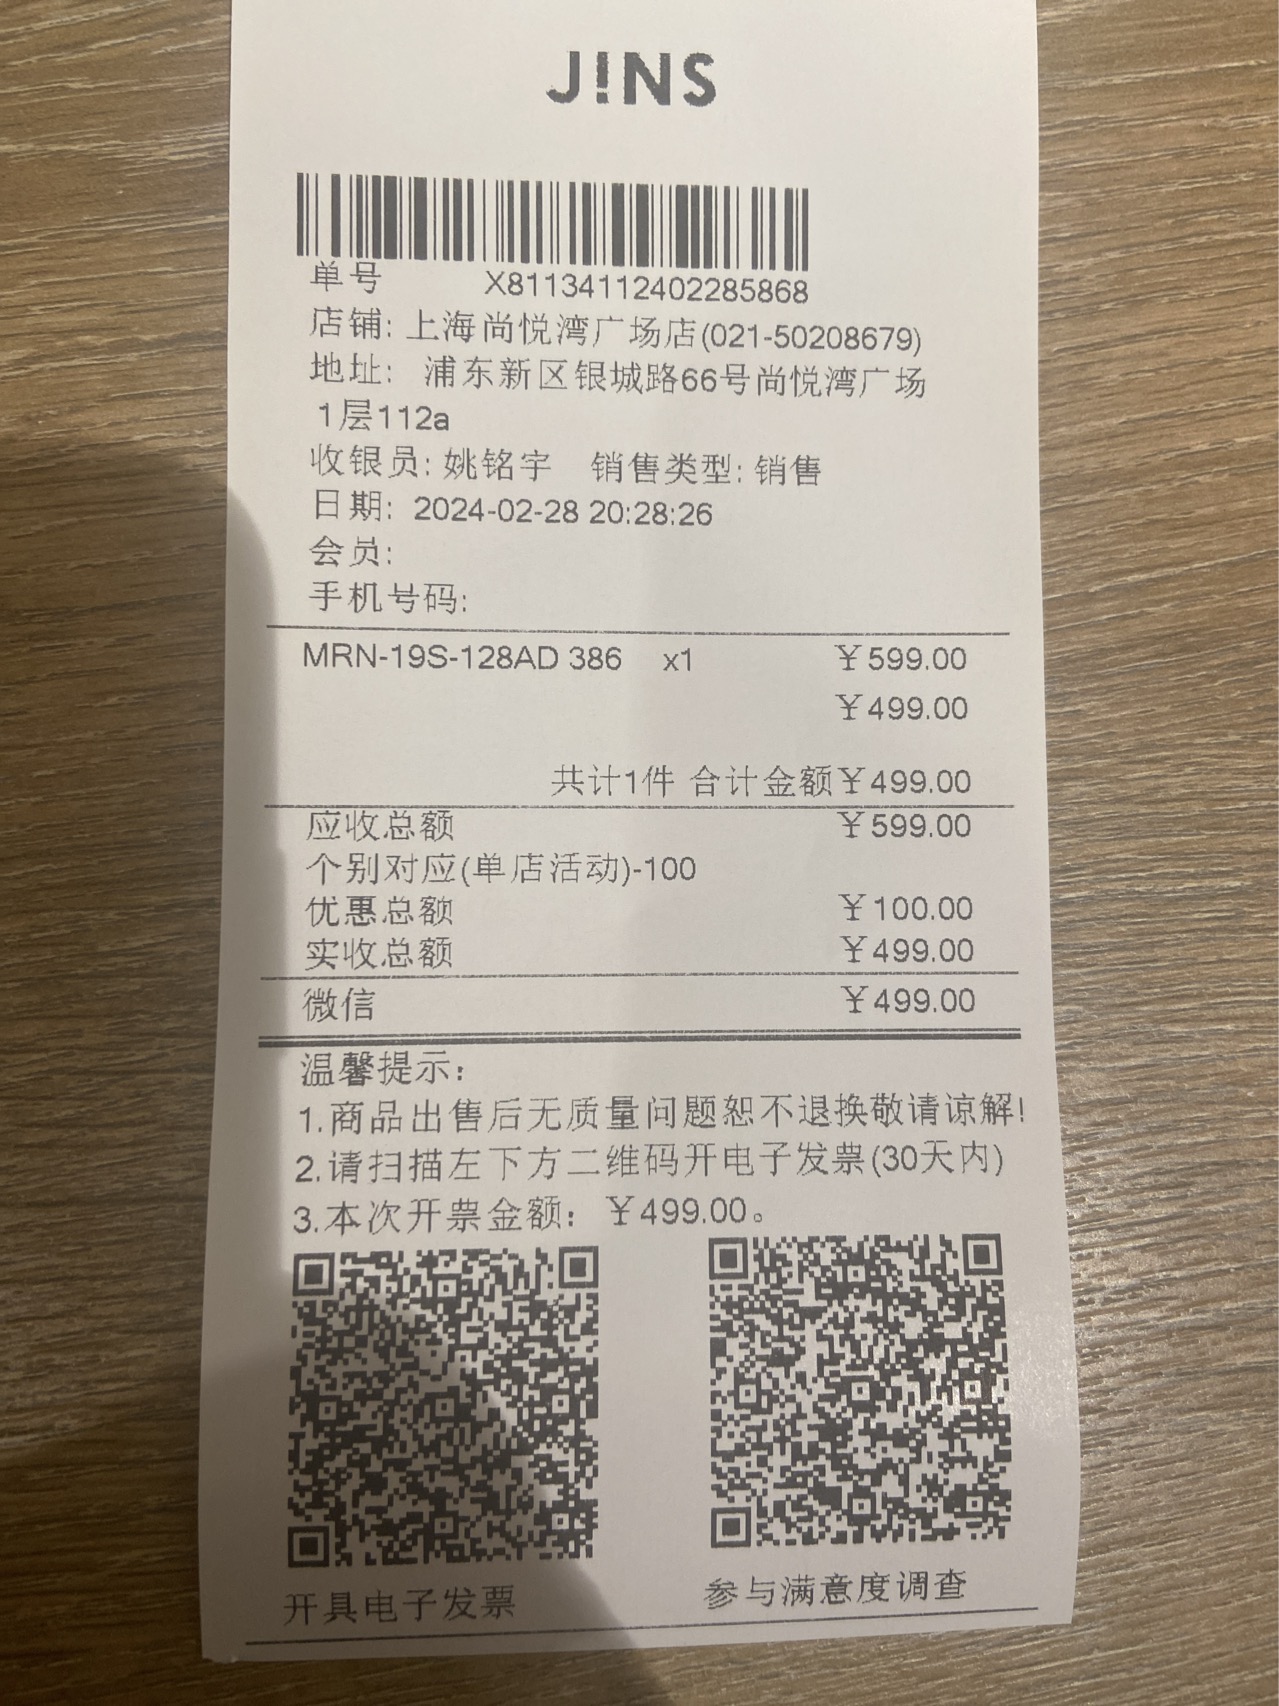 J!NS
单号 X81134112402285868
店铺: 上海尚悦湾广场店(021-50208679)
地址: 浦东新区银城路66号尚悦湾广场
1层112a
收银员: 姚铭宇 销售类型: 销售
日期: 2024-02-28 20:28:26
会员:
手机号码:
MRN-19S-128AD 386 x1 ¥599.00
¥499.00
共计1件 合计金额¥499.00
应收总额 ¥599.00
个别对应(单店活动)-100
优惠总额 ¥100.00
实收总额 ¥499.00
微信 ¥499.00
温馨提示:
1.商品出售后无质量问题恕不退换敬请谅解!
2.请扫描左下方二维码开电子发票(30天内)
3.本次开票金额: ¥499.00。
开具电子发票 参与满意度调查